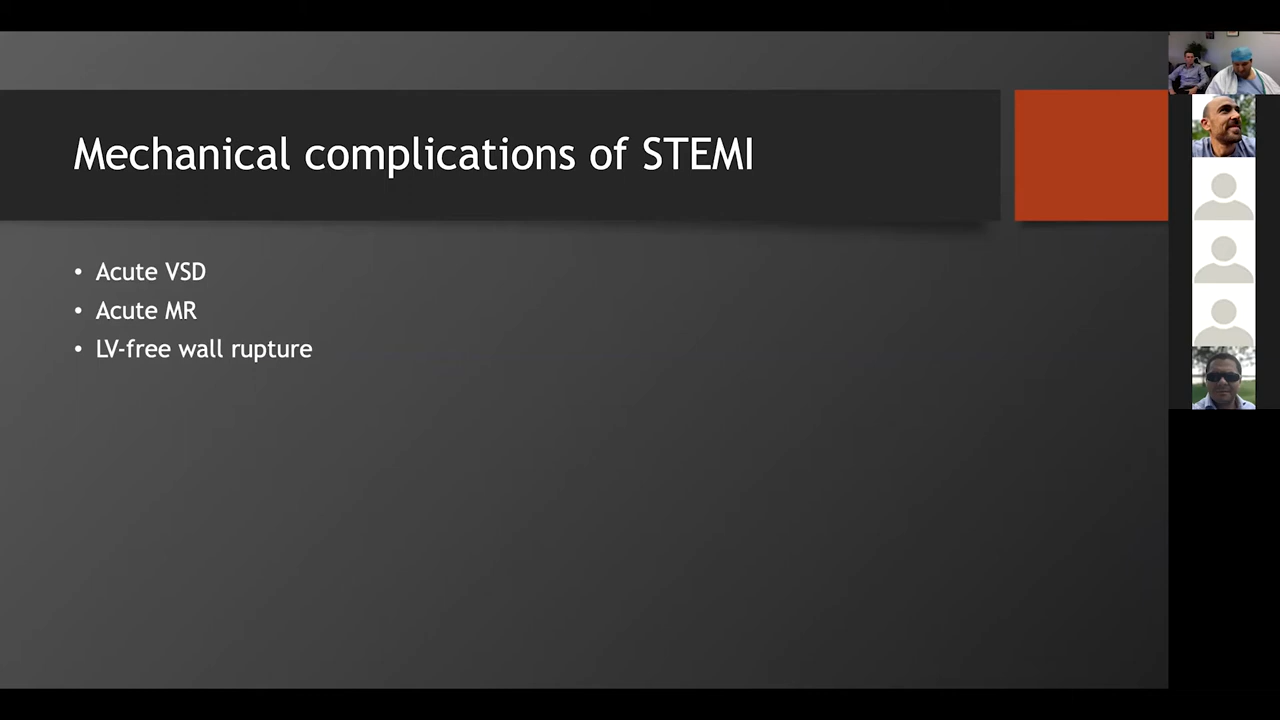 Mechanical complications of STEMI
• Acute VSD
• Acute MR
• LV-free wall rupture